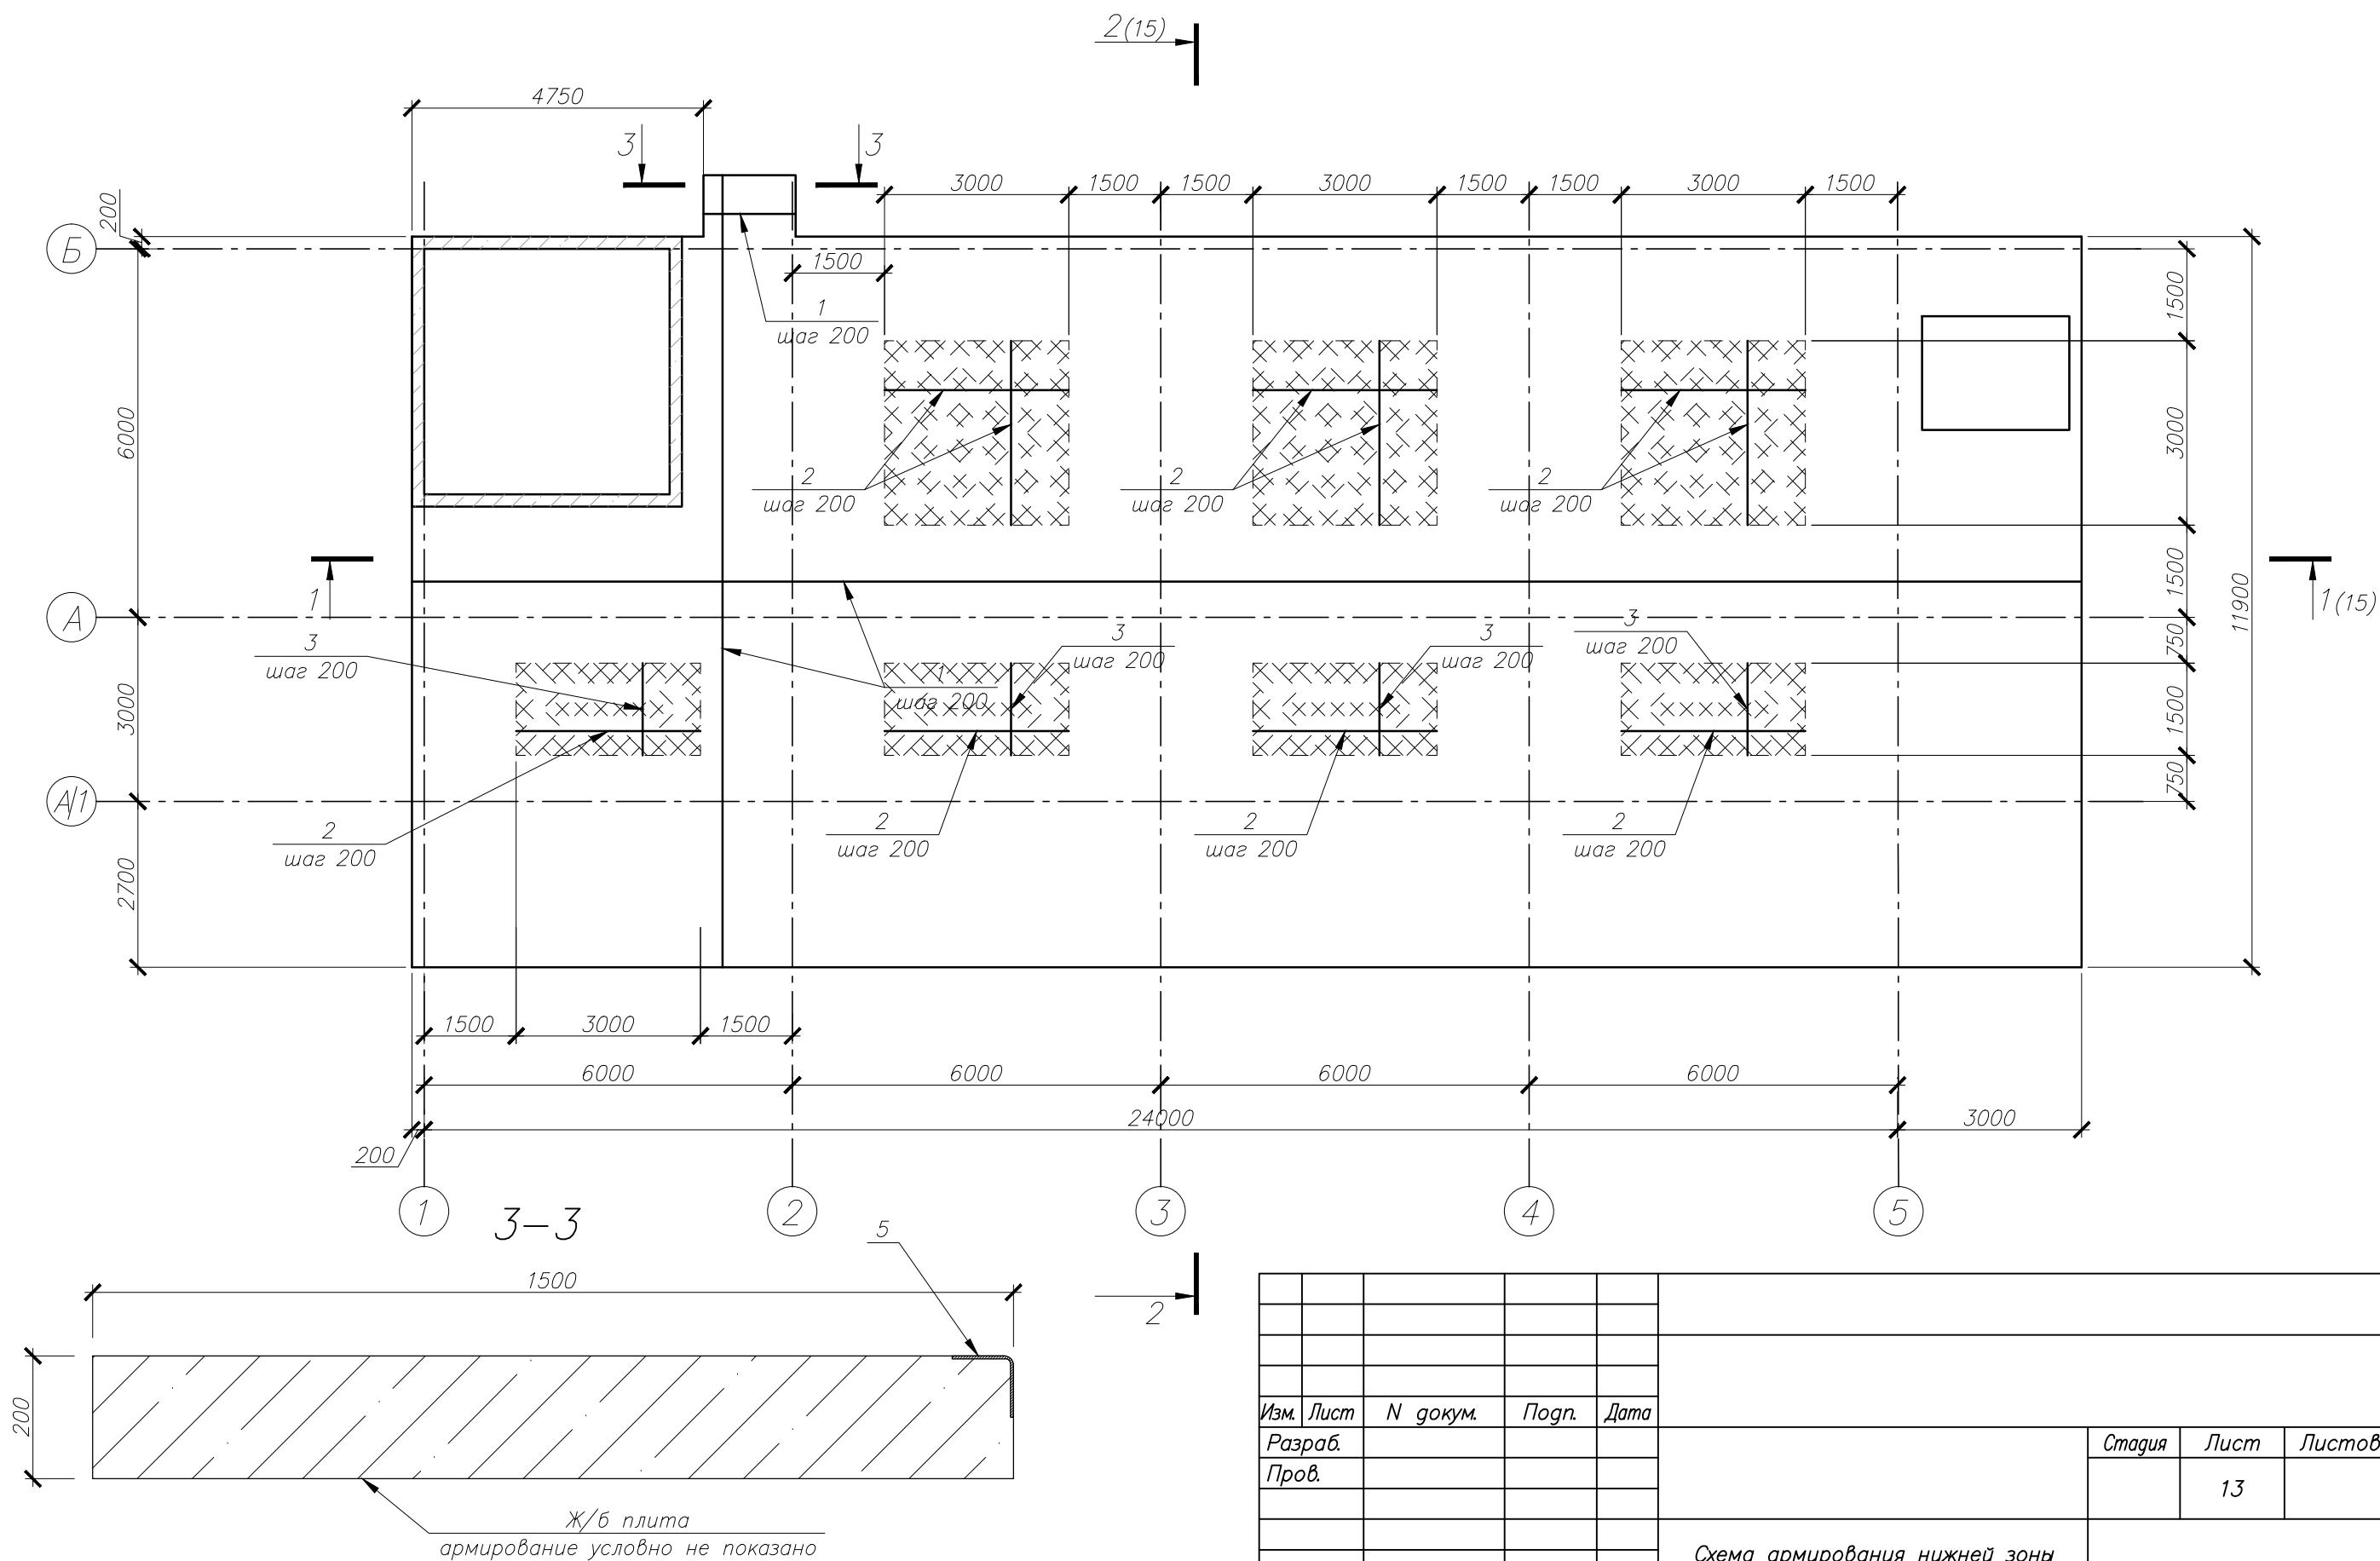 2(15)
4750
3
3
3000
1500
1500
3000
1500
1500
3000
1500
200
Б
1500
1
шаг 200
1500
6000
3000
2
шаг 200
2
шаг 200
2
шаг 200
1
1500
11900
1(15)
А
3
шаг 200
3
шаг 200
3
шаг 200
3
шаг 200
750
1
шаг 200
3000
1500
750
А/1
2
шаг 200
2
шаг 200
2
шаг 200
2
шаг 200
2700
1500
3000
1500
6000
6000
6000
6000
24000
3000
200
1
2
3
4
5
3-3
5
1500
2
200
Ж/б плита
армирование условно не показано
Изм. Лист N докум. Подп. Дата
Разраб.
Пров.
Стадия Лист Листов
13
Схема армирования нижней зоны